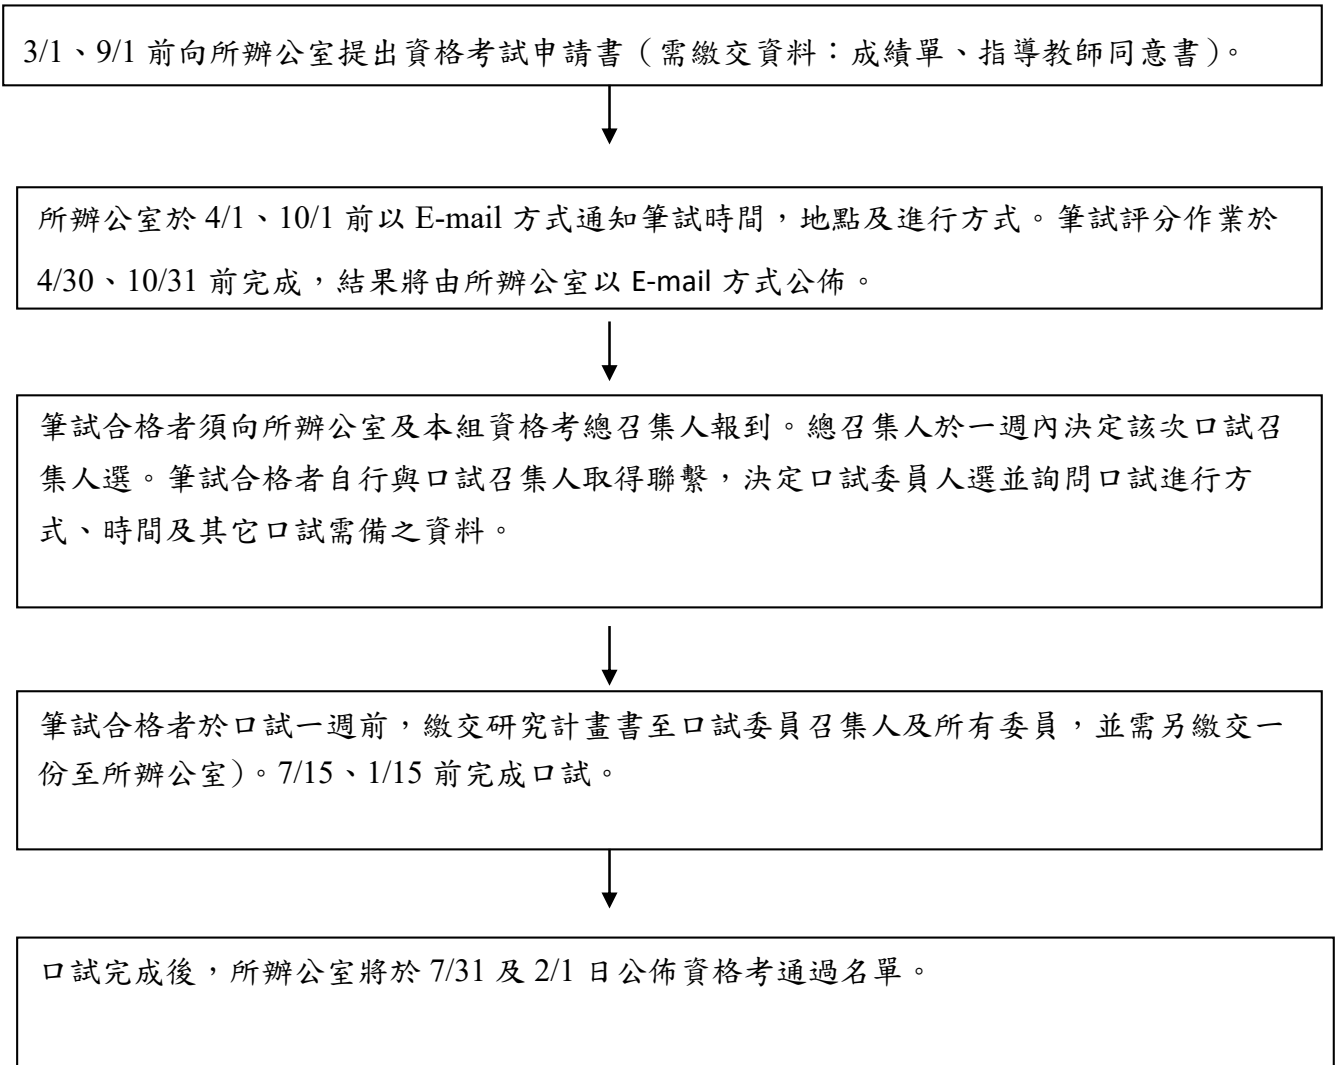 3/1、9/1 前向所辦公室提出資格考試申請書（需繳交資料：成績單、指導教師同意書）。
所辦公室於 4/1、10/1 前以 E-mail 方式通知筆試時間，地點及進行方式。筆試評分作業於
4/30、10/31 前完成，結果將由所辦公室以 E-mail 方式公佈。
筆試合格者須向所辦公室及本組資格考總召集人報到。總召集人於一週內決定該次口試召
集人選。筆試合格者自行與口試召集人取得聯繫，決定口試委員人選並詢問口試進行方
式、時間及其它口試需備之資料。
筆試合格者於口試一週前，繳交研究計畫書至口試委員召集人及所有委員，並需另繳交一
份至所辦公室）。7/15、1/15 前完成口試。
口試完成後，所辦公室將於 7/31 及 2/1 日公佈資格考通過名單。